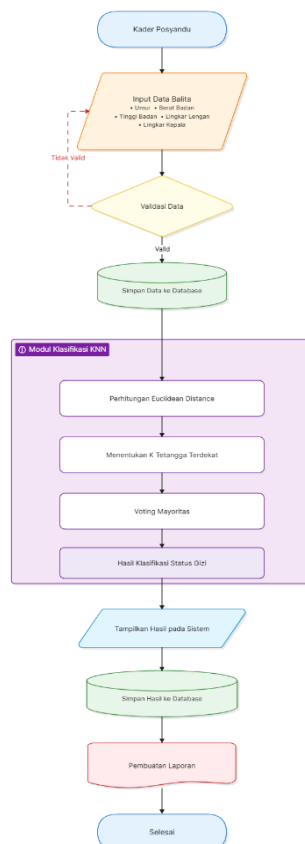 Kader Posyandu
Input Data Balita
• Umur • Berat Badan
• Tinggi Badan • Lingkar Lengan
• Lingkar Kepala
Tidak Valid
Validasi Data
Valid
Simpan Data ke Database
Modul Klasifikasi KNN
Perhitungan Euclidean Distance
Menentukan K Tetangga Terdekat
Voting Mayoritas
Hasil Klasifikasi Status Gizi
Tampilkan Hasil pada Sistem
Simpan Hasil ke Database
Pembuatan Laporan
Selesai